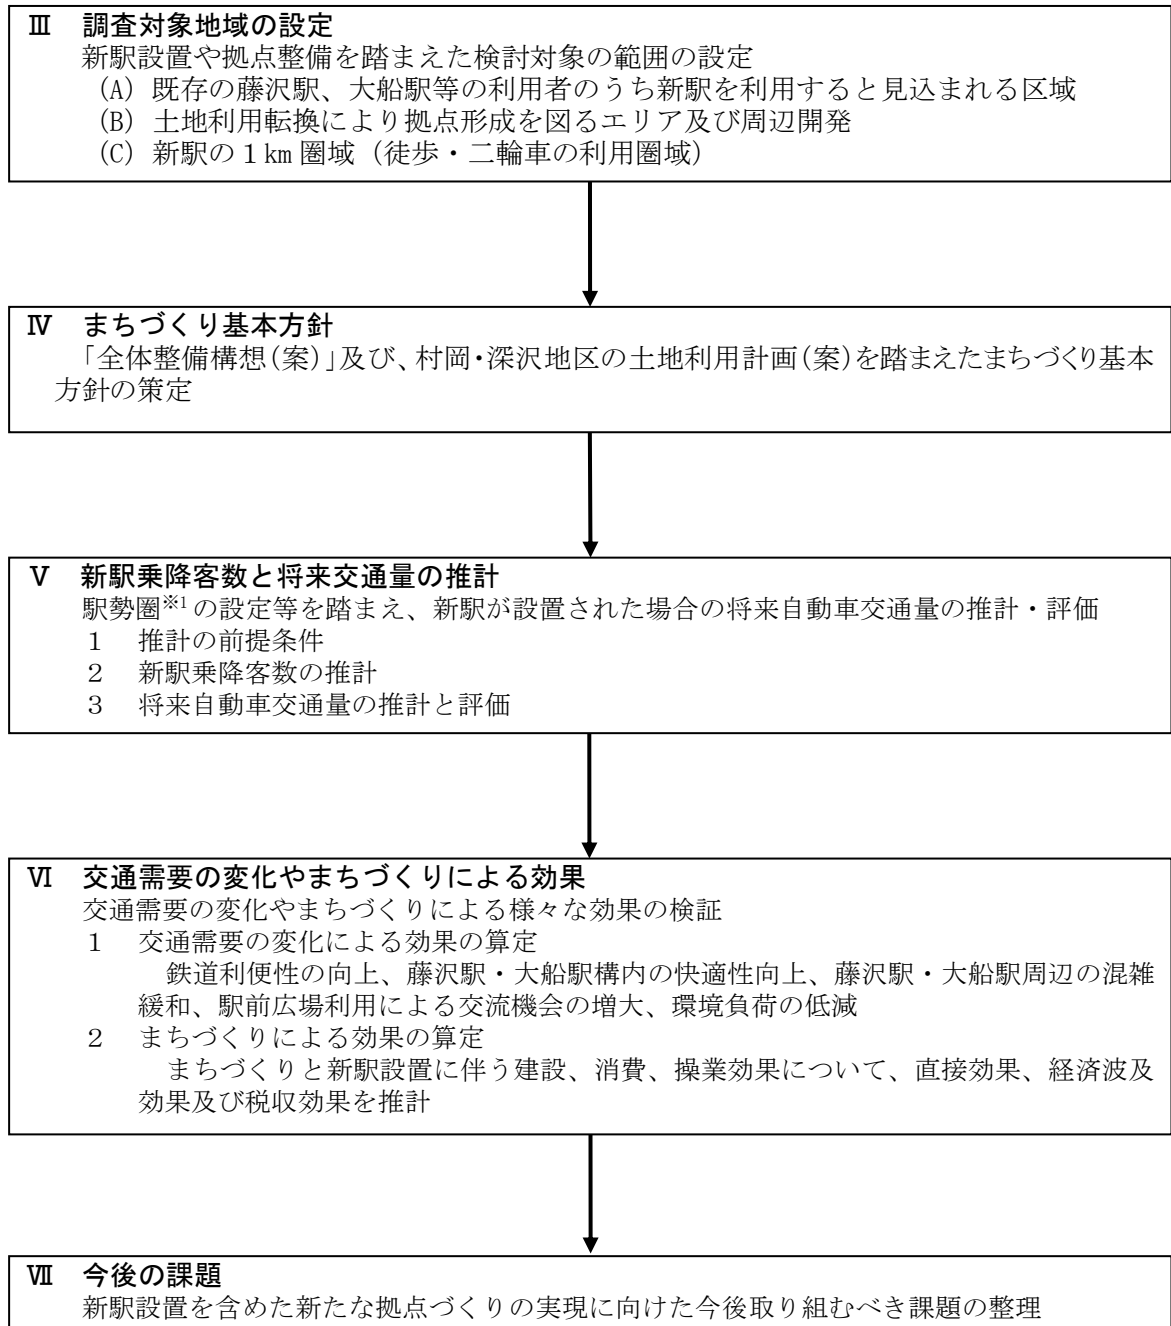 Ⅲ 調査対象地域の設定
新駅設置や拠点整備を踏まえた検討対象の範囲の設定
(A) 既存の藤沢駅、大船駅等の利用者のうち新駅を利用すると見込まれる区域
(B) 土地利用転換により拠点形成を図るエリア及び周辺開発
(C) 新駅の１km 圏域（徒歩・二輪車の利用圏域）
Ⅳ まちづくり基本方針
「全体整備構想(案)」及び、村岡・深沢地区の土地利用計画(案)を踏まえたまちづくり基本
方針の策定
Ⅴ 新駅乗降客数と将来交通量の推計
駅勢圏※1の設定等を踏まえ、新駅が設置された場合の将来自動車交通量の推計・評価
１ 推計の前提条件
２ 新駅乗降客数の推計
３ 将来自動車交通量の推計と評価
Ⅵ 交通需要の変化やまちづくりによる効果
交通需要の変化やまちづくりによる様々な効果の検証
１ 交通需要の変化による効果の算定
鉄道利便性の向上、藤沢駅・大船駅構内の快適性向上、藤沢駅・大船駅周辺の混雑
緩和、駅前広場利用による交流機会の増大、環境負荷の低減
２ まちづくりによる効果の算定
まちづくりと新駅設置に伴う建設、消費、操業効果について、直接効果、経済波及
効果及び税収効果を推計
Ⅶ 今後の課題
新駅設置を含めた新たな拠点づくりの実現に向けた今後取り組むべき課題の整理